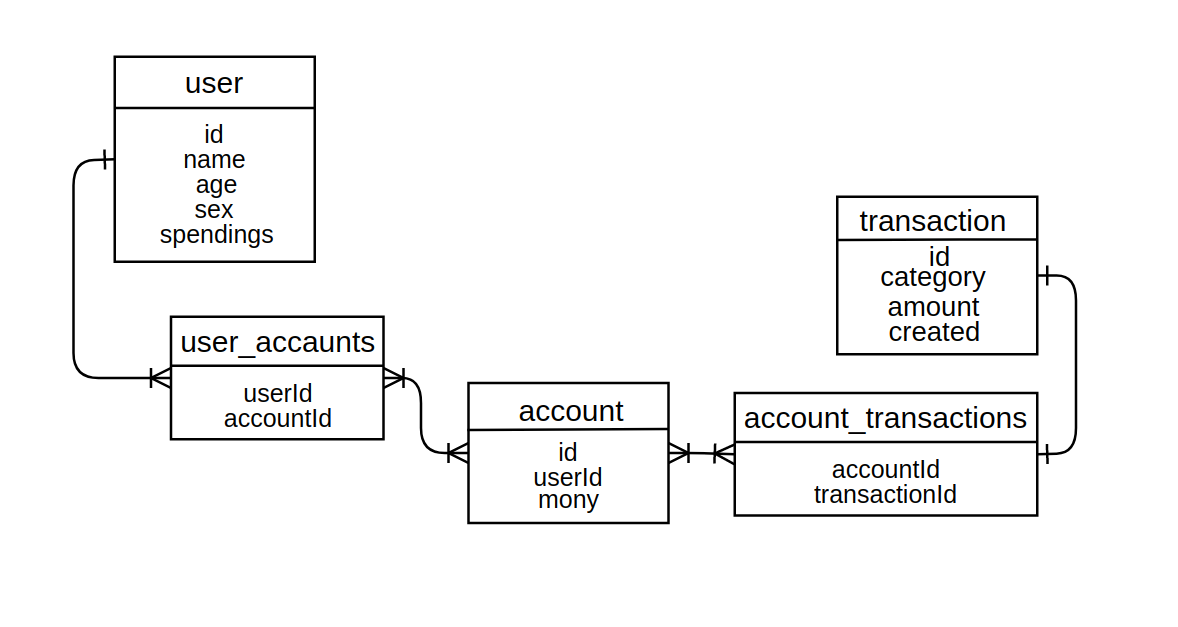 user
id
name
age
sex
spendings
user_accaunts
userId
accountId
account
id
userId
mony
transaction
id
category
amount
created
account_transactions
accountId
transactionId